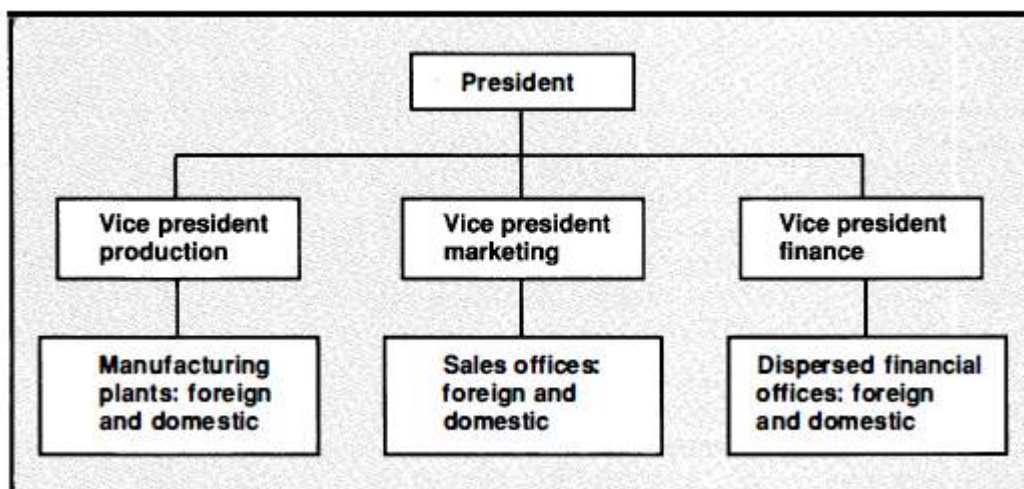 President
Vice president
production
Vice president
marketing
Vice president
finance
Manufacturing
plants: foreign
and domestic
Sales offices:
foreign and
domestic
Dispersed financial
offices: foreign
and domestic